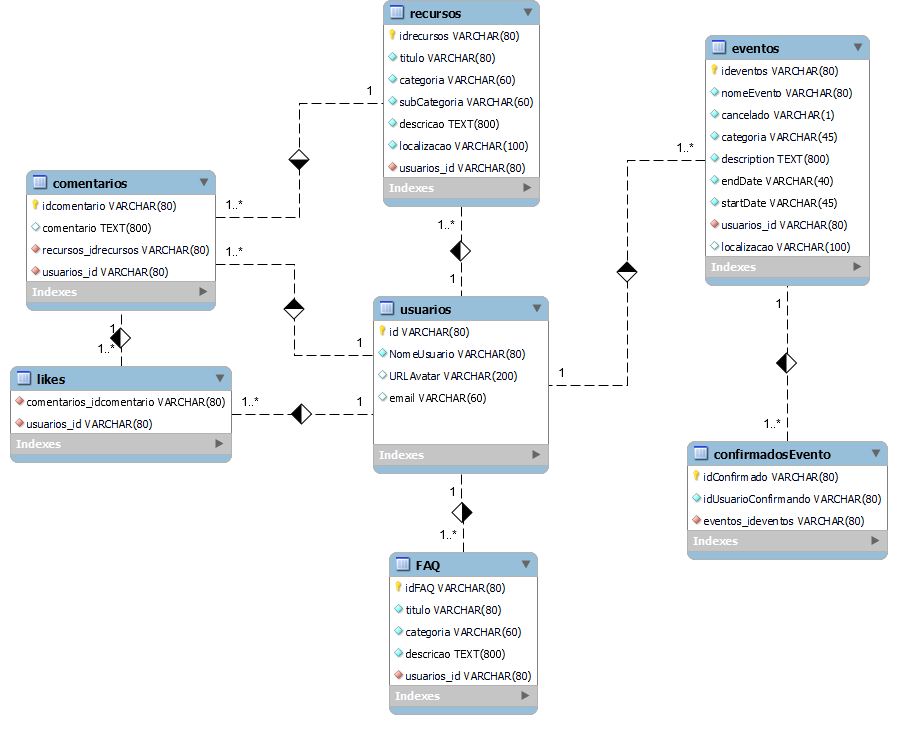 recursos
idrecursos VARCHAR(80)
titulo VARCHAR(80)
categoria VARCHAR(60)
subCategoria VARCHAR(60)
descricao TEXT(800)
localizacao VARCHAR(100)
usuarios_id VARCHAR(80)
Indexes
eventos
ideventos VARCHAR(80)
nomeEvento VARCHAR(80)
cancelado VARCHAR(1)
categoria VARCHAR(45)
description TEXT(800)
endDate VARCHAR(40)
startDate VARCHAR(45)
usuarios_id VARCHAR(80)
localizacao VARCHAR(100)
Indexes
1
1..*
comentarios
idcomentario VARCHAR(80)
comentario TEXT(800)
recursos_idrecursos VARCHAR(80)
usuarios_id VARCHAR(80)
Indexes
1..*
1..*
1
1..*
1
1..*
1
1
1
1..*
usuarios
id VARCHAR(80)
NomeUsuario VARCHAR(80)
URLAvatar VARCHAR(200)
email VARCHAR(60)
Indexes
likes
comentarios_idcomentario VARCHAR(80)
usuarios_id VARCHAR(80)
Indexes
1..*
1
1
1..*
1..*
confirmadosEvento
idConfirmado VARCHAR(80)
idUsuarioConfirmando VARCHAR(80)
eventos_ideventos VARCHAR(80)
Indexes
FAQ
idFAQ VARCHAR(80)
titulo VARCHAR(80)
categoria VARCHAR(60)
descricao TEXT(800)
usuarios_id VARCHAR(80)
Indexes